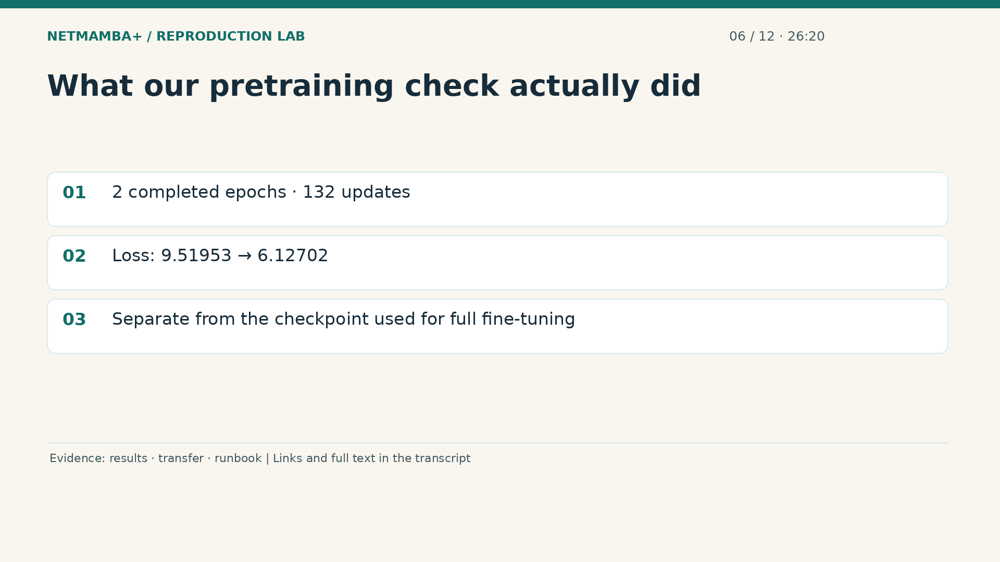 NETMAMBA+ / REPRODUCTION LAB
06 / 12 · 26:20
What our pretraining check actually did
01 2 completed epochs · 132 updates
02 Loss: 9.51953 → 6.12702
03 Separate from the checkpoint used for full fine-tuning
Evidence: results · transfer · runbook | Links and full text in the transcript